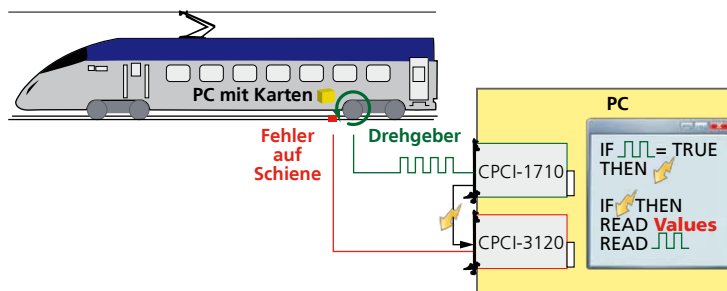 PC mit Karten
Fehler
auf
Schiene
Drehgeber
PC
CPCI-1710
CPCI-3120
IF = TRUE
THEN
IF THEN
READ Values
READ